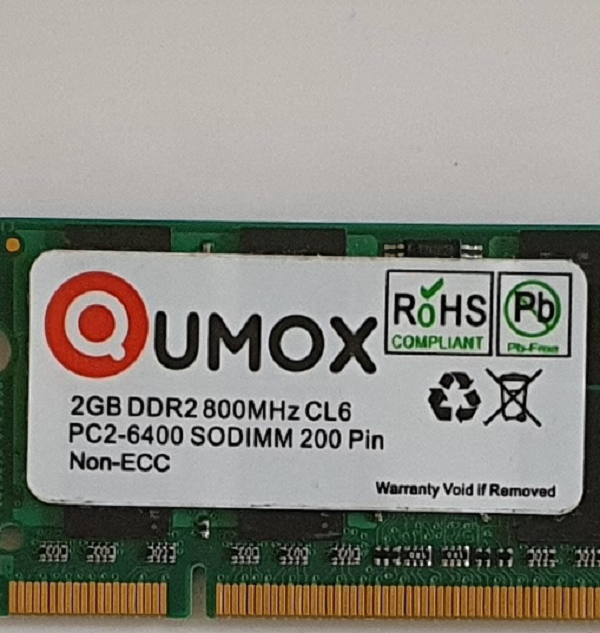 QUMOX
RoHS
COMPLIANT
Pb
Pb-Free
2GB DDR2 800MHz CL6
PC2-6400 SODIMM 200 Pin
Non-ECC
Warranty Void if Removed